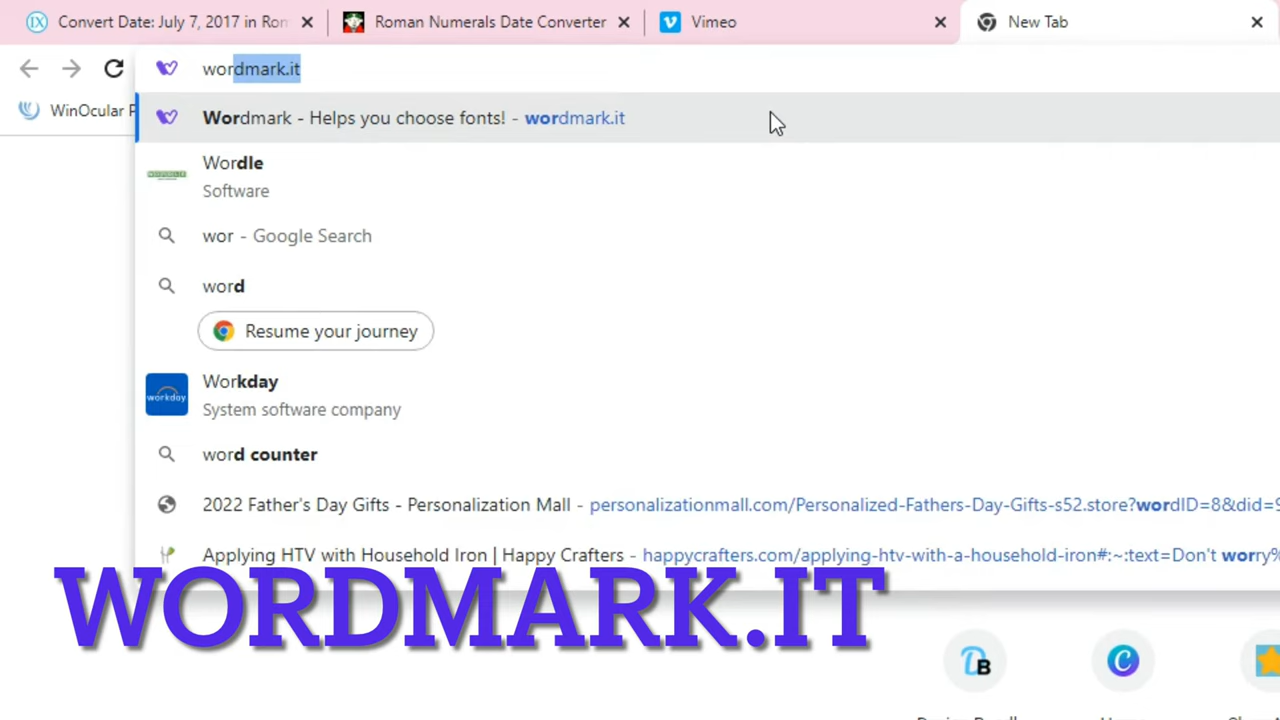 Convert Date: July 7, 2017 in Ron
Roman Numerals Date Converter
Vimeo
New Tab
wordmark.it
WinOcular P
Wordmark - Helps you choose fonts! - wordmark.it
Wordle
Software
wor - Google Search
word
Resume your journey
workday
Workday
System software company
word counter
2022 Father's Day Gifts - Personalization Mall - personalizationmall.com/Personalized-Fathers-Day-Gifts-s52.store?wordID=8&did=9
Applying HTV with Household Iron | Happy Crafters - happycrafters.com/applying-htv-with-a-household-iron#:~:text=Don't worry%
WORDMARK.IT